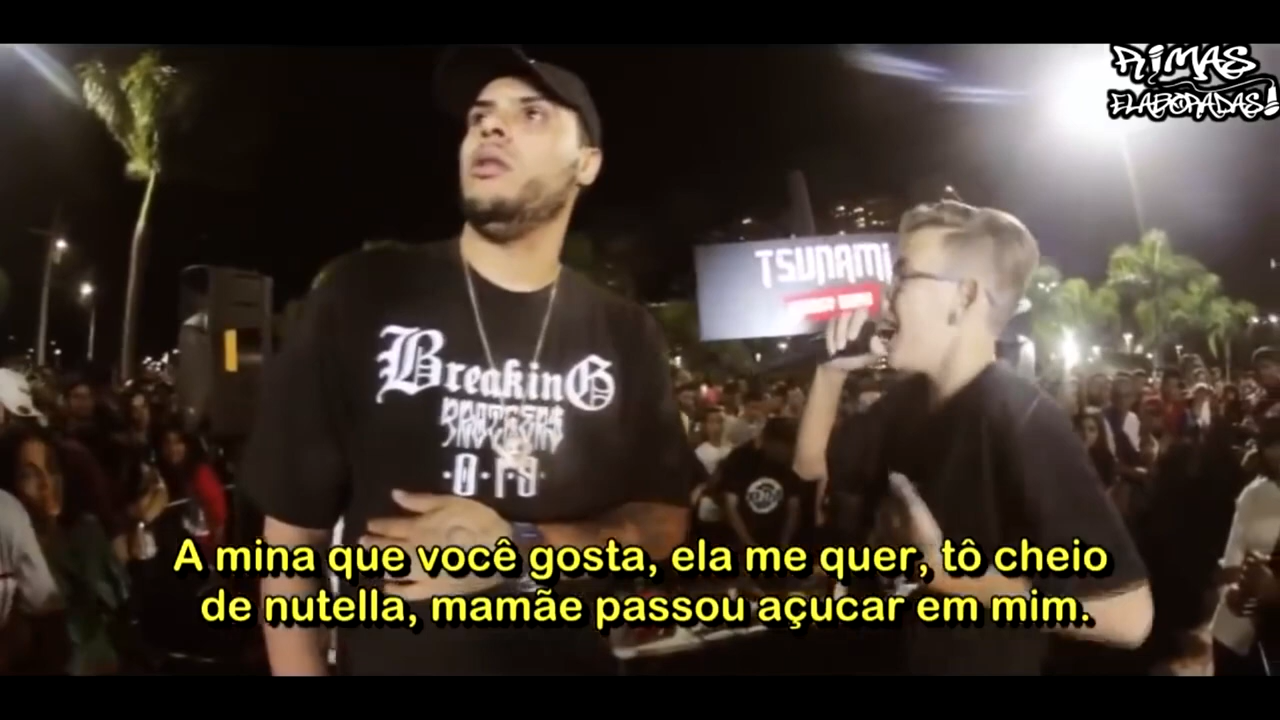 RIMAS
ELABORADAS!
TSUNAMI
BreakinG
BROTHERS
A mina que você gosta, ela me quer, tô cheio
de nutella, mamãe passou açucar em mim.